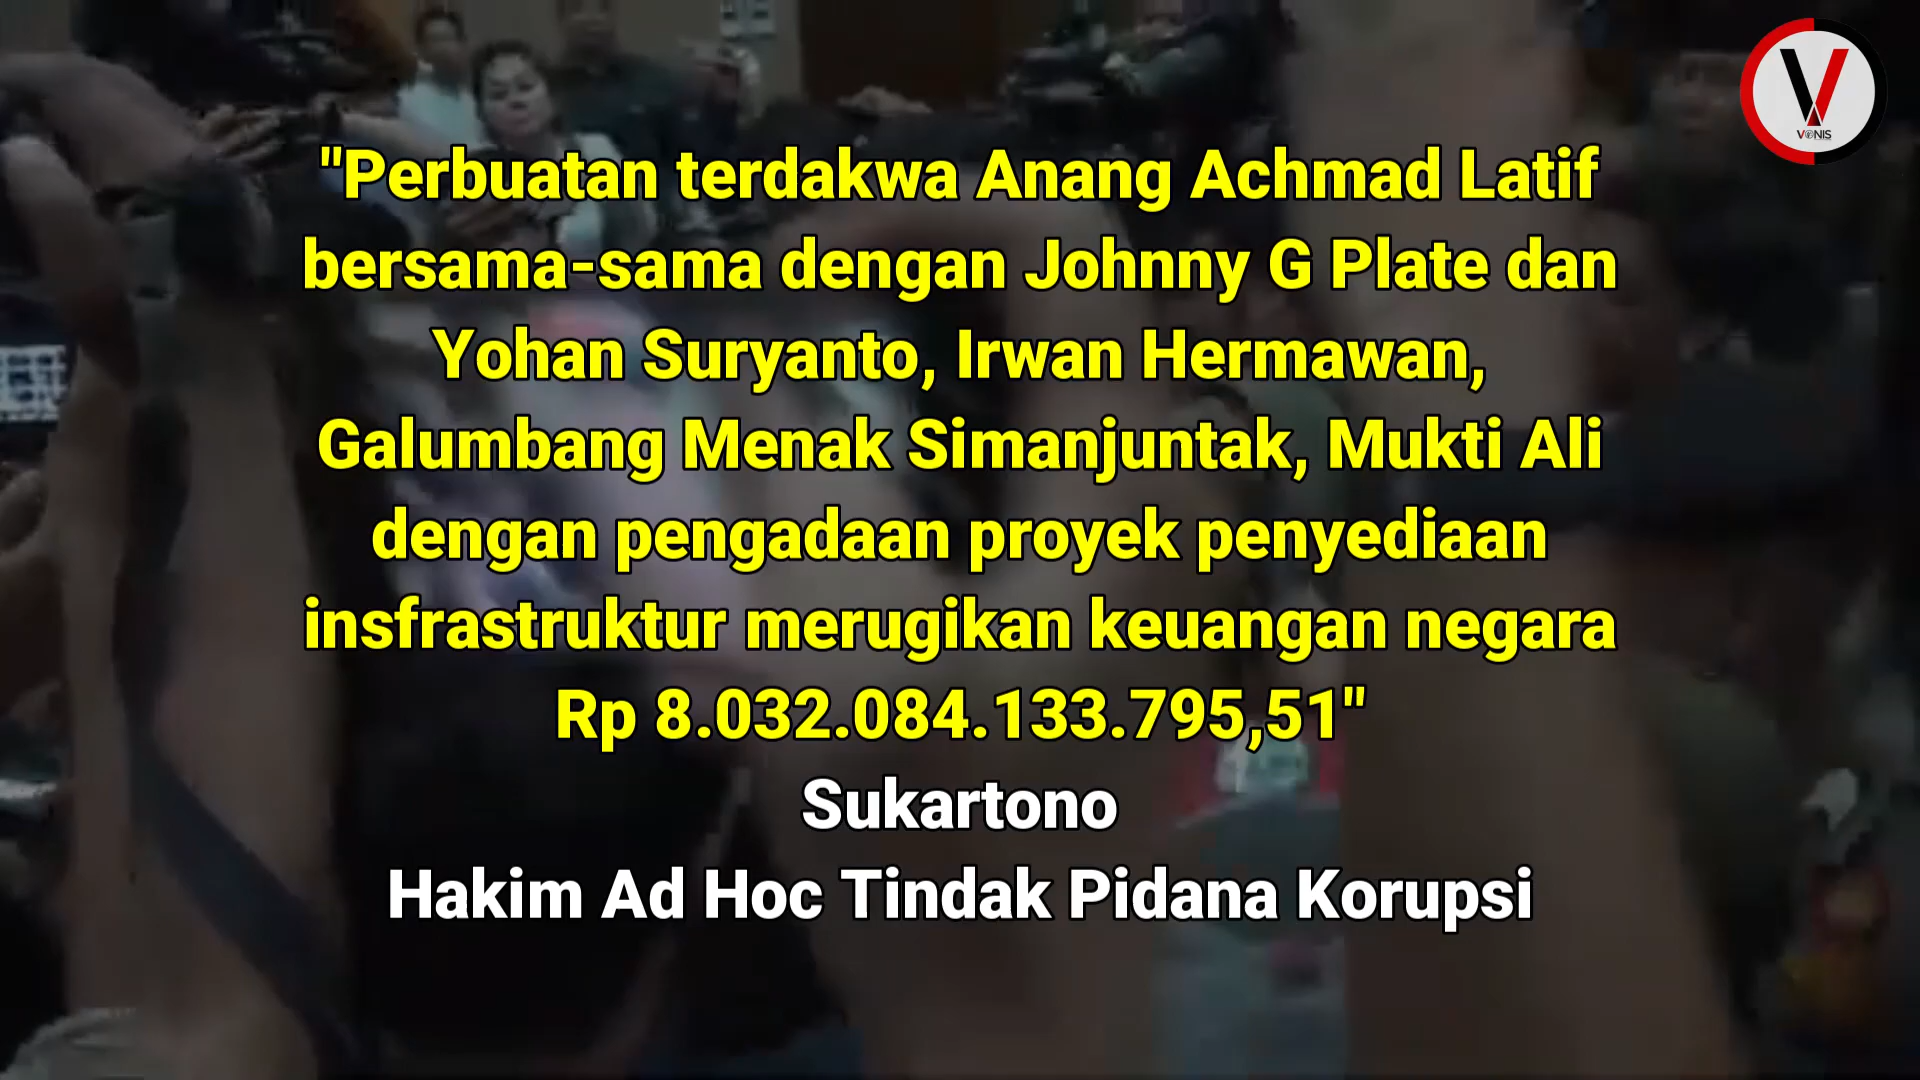 VONIS
"Perbuatan terdakwa Anang Achmad Latif
bersama-sama dengan Johnny G Plate dan
Yohan Suryanto, Irwan Hermawan,
Galumbang Menak Simanjuntak, Mukti Ali
dengan pengadaan proyek penyediaan
insfrastruktur merugikan keuangan negara
Rp 8.032.084.133.795,51"
Sukartono
Hakim Ad Hoc Tindak Pidana Korupsi